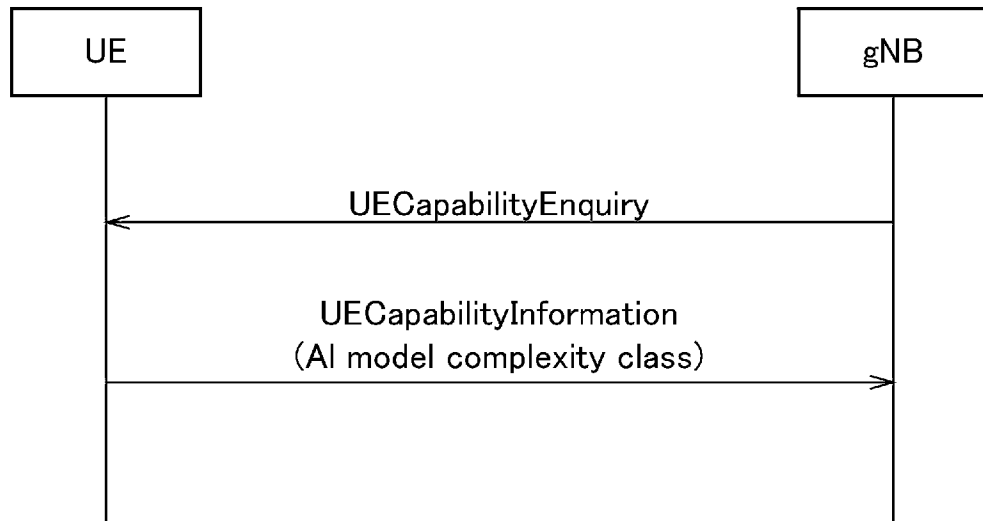 UE
gNB
UECapabilityEnquiry
UECapabilityInformation
(AI model complexity class)